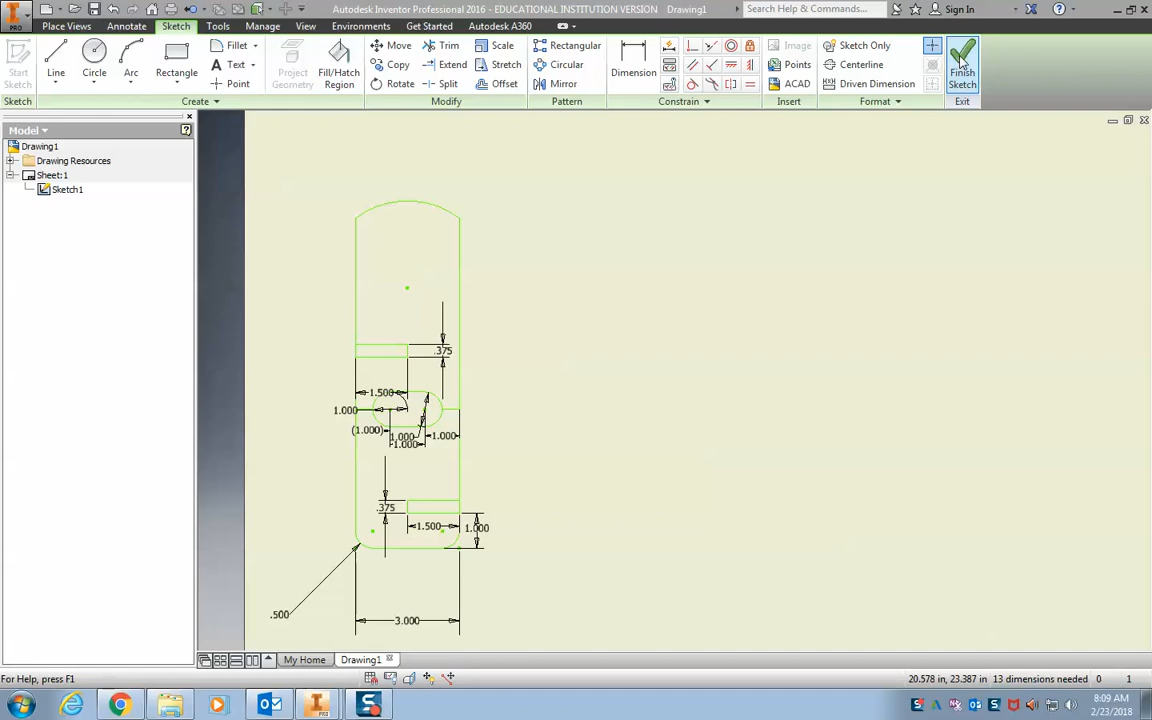 Autodesk Inventor Professional 2016 - EDUCATIONAL INSTITUTION VERSION Drawing1
Search Help & Commands...
Sign In
PRO
Place Views Annotate Sketch Tools Manage View Environments Get Started Autodesk A360
Start Sketch
Line
Circle
Arc
Rectangle
Fillet
Text
Point
Project Geometry
Fill/Hatch Region
Move
Copy
Rotate
Trim
Extend
Split
Scale
Stretch
Offset
Rectangular
Circular
Mirror
Dimension
Image
Points
ACAD
Sketch Only
Centerline
Driven Dimension
Finish Sketch
Sketch Create Modify Pattern Constrain Insert Format Exit
Model
Drawing1
Drawing Resources
Sheet:1
Sketch1
.375
1.500
1.000
(1.000)
1.000
1.000
1.000
.375
1.500
1.000
.500
3.000
My Home
Drawing1
For Help, press F1
20.578 in, 23.387 in 13 dimensions needed 0 1
PRO
8:09 AM
2/23/2018